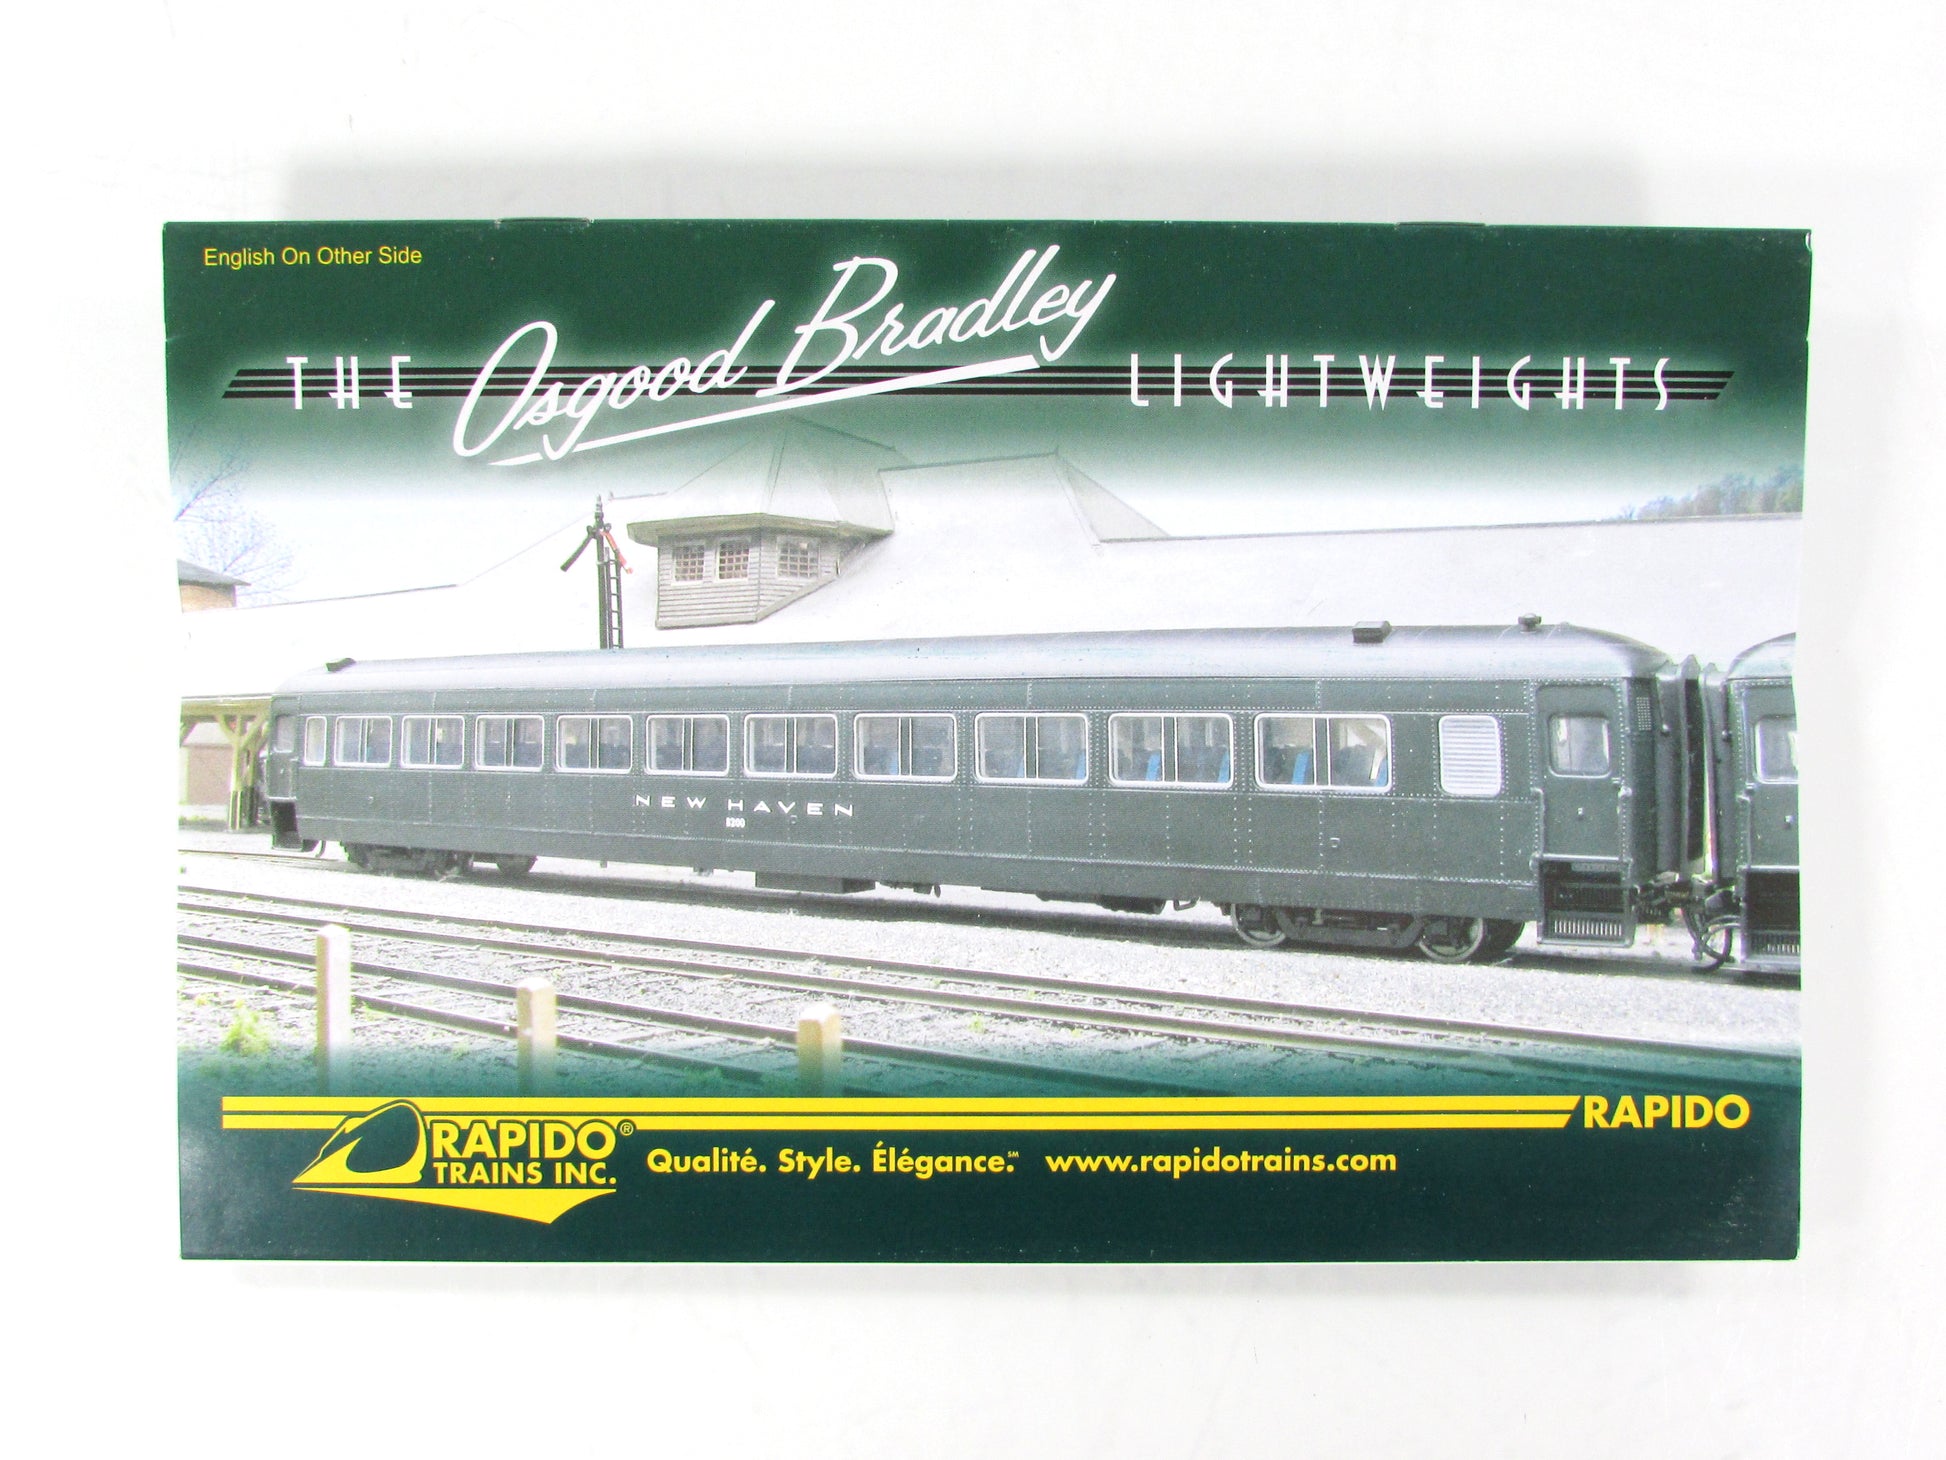 English On Other Side
THE Osgood Bradley LIGHTWEIGHTS
NEW HAVEN
8200
RAPIDO
RAPIDO®
TRAINS INC.
Qualité. Style. Élégance.℠ www.rapidotrains.com